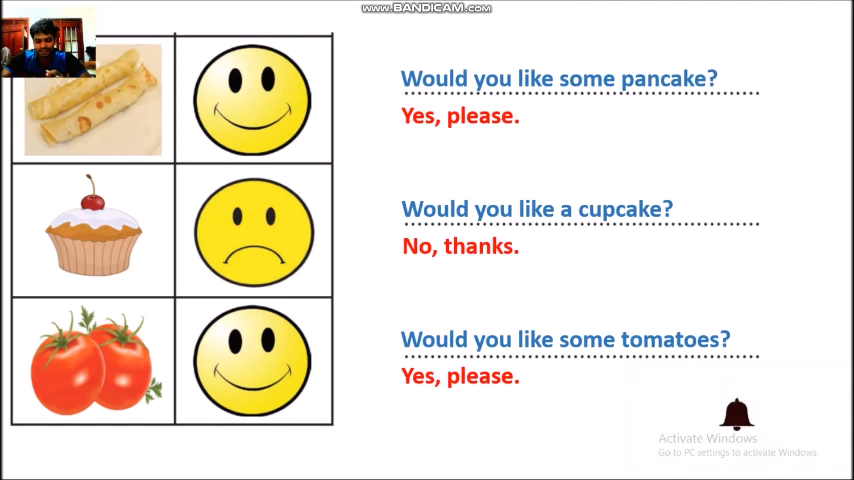 www.BANDICAM.com
Would you like some pancake?
Yes, please.
Would you like a cupcake?
No, thanks.
Would you like some tomatoes?
Yes, please.
Activate Windows
Go to PC settings to activate Windows.